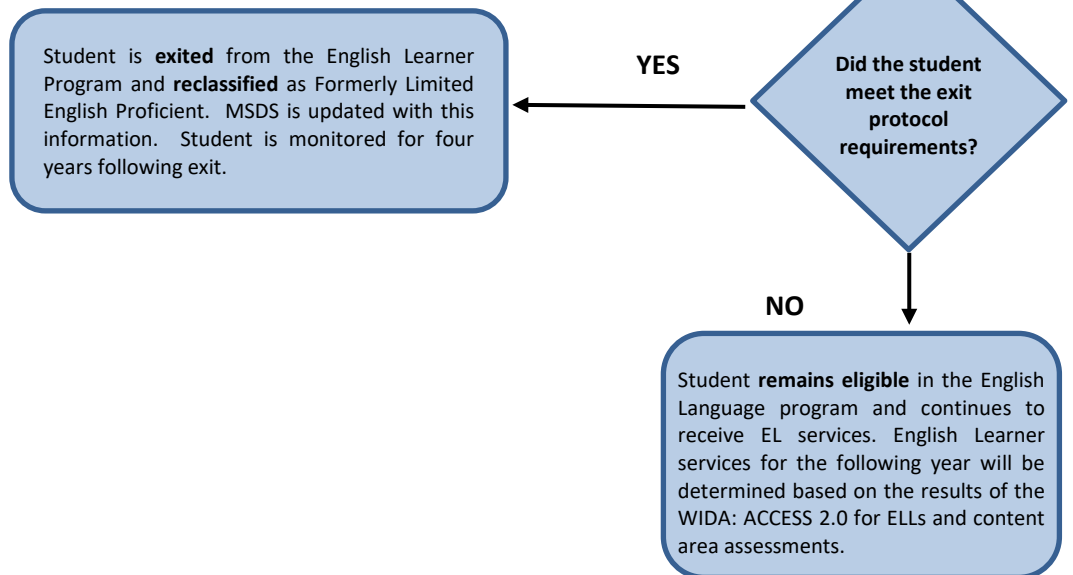 Student is exited from the English Learner
Program and reclassified as Formerly Limited
English Proficient. MSDS is updated with this
information. Student is monitored for four
years following exit.
YES
Did the student
meet the exit
protocol
requirements?
NO
Student remains eligible in the English
Language program and continues to
receive EL services. English Learner
services for the following year will be
determined based on the results of the
WIDA: ACCESS 2.0 for ELLs and content
area assessments.